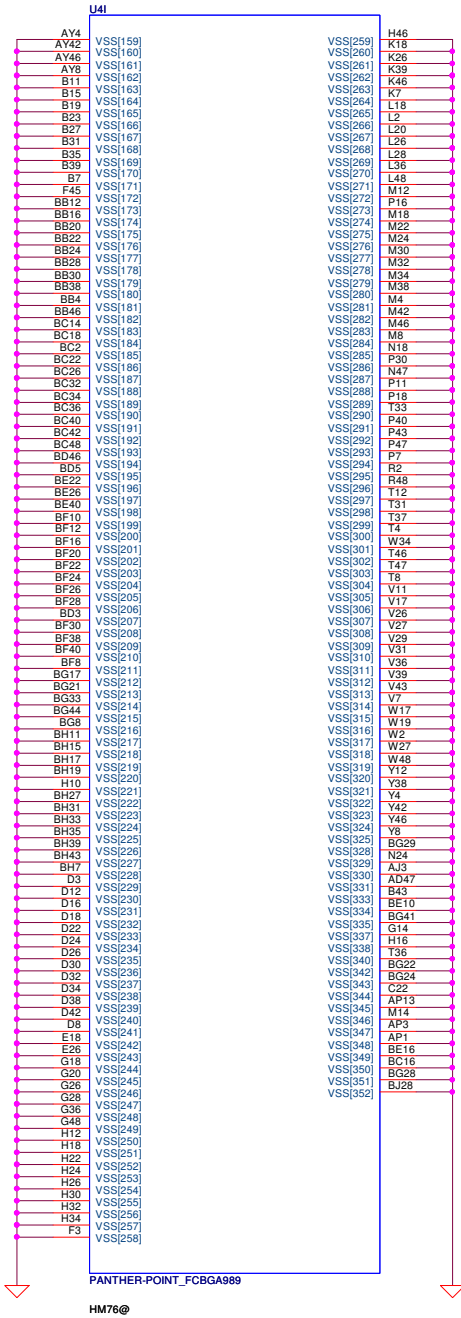 U4I
AY4 VSS[159] VSS[259] H46
AY42 VSS[160] VSS[260] K18
AY46 VSS[161] VSS[261] K26
AY8 VSS[162] VSS[262] K39
B11 VSS[163] VSS[263] K46
B15 VSS[164] VSS[264] K7
B19 VSS[165] VSS[265] L18
B23 VSS[166] VSS[266] L2
B27 VSS[167] VSS[267] L20
B31 VSS[168] VSS[268] L26
B35 VSS[169] VSS[269] L28
B39 VSS[170] VSS[270] L36
B7 VSS[171] VSS[271] L48
F45 VSS[172] VSS[272] M12
BB12 VSS[173] VSS[273] P16
BB16 VSS[174] VSS[274] M18
BB20 VSS[175] VSS[275] M22
BB22 VSS[176] VSS[276] M24
BB24 VSS[177] VSS[277] M30
BB28 VSS[178] VSS[278] M32
BB30 VSS[179] VSS[279] M34
BB38 VSS[180] VSS[280] M38
BB4 VSS[181] VSS[281] M4
BB46 VSS[182] VSS[282] M42
BC14 VSS[183] VSS[283] M46
BC18 VSS[184] VSS[284] M8
BC2 VSS[185] VSS[285] N18
BC22 VSS[186] VSS[286] P30
BC26 VSS[187] VSS[287] N47
BC32 VSS[188] VSS[288] P11
BC34 VSS[189] VSS[289] P18
BC36 VSS[190] VSS[290] T33
BC40 VSS[191] VSS[291] P40
BC42 VSS[192] VSS[292] P43
BC48 VSS[193] VSS[293] P47
BD46 VSS[194] VSS[294] P7
BD5 VSS[195] VSS[295] R2
BE22 VSS[196] VSS[296] R48
BE26 VSS[197] VSS[297] T12
BE40 VSS[198] VSS[298] T31
BF10 VSS[199] VSS[299] T37
BF12 VSS[200] VSS[300] T4
BF16 VSS[201] VSS[301] W34
BF20 VSS[202] VSS[302] T46
BF22 VSS[203] VSS[303] T47
BF24 VSS[204] VSS[304] T8
BF26 VSS[205] VSS[305] V11
BF28 VSS[206] VSS[306] V17
BD3 VSS[207] VSS[307] V26
BF30 VSS[208] VSS[308] V27
BF38 VSS[209] VSS[309] V29
BF40 VSS[210] VSS[310] V31
BF8 VSS[211] VSS[311] V36
BG17 VSS[212] VSS[312] V39
BG21 VSS[213] VSS[313] V43
BG33 VSS[214] VSS[314] V7
BG44 VSS[215] VSS[315] W17
BG8 VSS[216] VSS[316] W19
BH11 VSS[217] VSS[317] W2
BH15 VSS[218] VSS[318] W27
BH17 VSS[219] VSS[319] W48
BH19 VSS[220] VSS[320] Y12
H10 VSS[221] VSS[321] Y38
BH27 VSS[222] VSS[322] Y4
BH31 VSS[223] VSS[323] Y42
BH33 VSS[224] VSS[324] Y46
BH35 VSS[225] VSS[325] Y8
BH39 VSS[226] VSS[328] BG29
BH43 VSS[227] VSS[329] N24
BH7 VSS[228] VSS[330] AJ3
D3 VSS[229] VSS[331] AD47
D12 VSS[230] VSS[333] B43
D16 VSS[231] VSS[334] BE10
D18 VSS[232] VSS[335] BG41
D22 VSS[233] VSS[337] G14
D24 VSS[234] VSS[338] H16
D26 VSS[235] VSS[340] T36
D30 VSS[236] VSS[342] BG22
D32 VSS[237] VSS[343] BG24
D34 VSS[238] VSS[344] C22
D38 VSS[239] VSS[345] AP13
D42 VSS[240] VSS[346] M14
D8 VSS[241] VSS[347] AP3
E18 VSS[242] VSS[348] AP1
E26 VSS[243] VSS[349] BE16
G18 VSS[244] VSS[350] BC16
G20 VSS[245] VSS[351] BG28
G26 VSS[246] VSS[352] BJ28
G28 VSS[247]
G36 VSS[248]
G48 VSS[249]
H12 VSS[250]
H18 VSS[251]
H22 VSS[252]
H24 VSS[253]
H26 VSS[254]
H30 VSS[255]
H32 VSS[256]
H34 VSS[257]
F3 VSS[258]
PANTHER-POINT_FCBGA989
HM76@